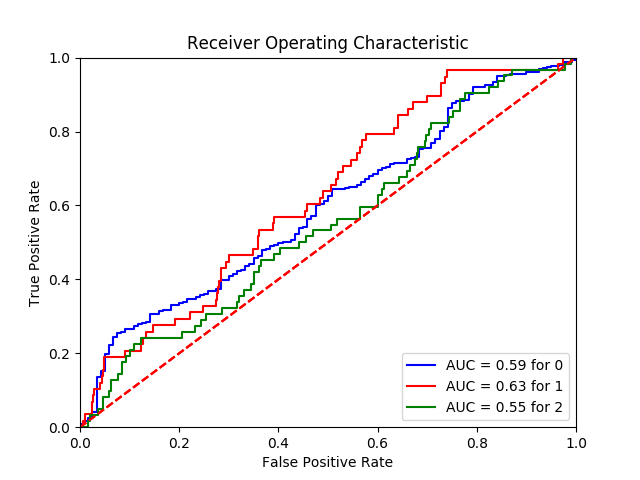 Receiver Operating Characteristic
True Positive Rate
1.0
0.8
0.6
0.4
0.2
0.0
0.0 0.2 0.4 0.6 0.8 1.0
False Positive Rate
AUC = 0.59 for 0
AUC = 0.63 for 1
AUC = 0.55 for 2